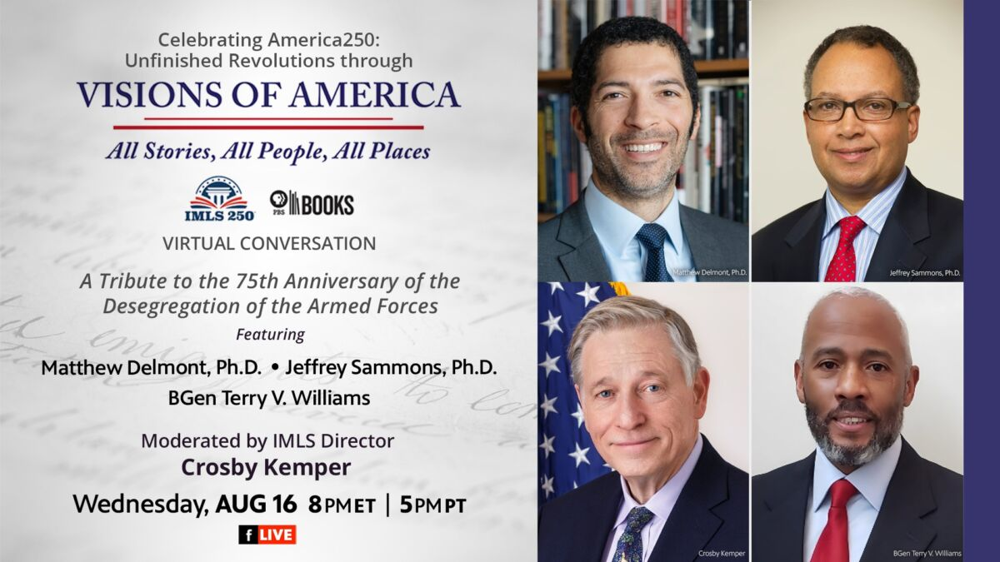 Celebrating America250:
Unfinished Revolutions through
VISIONS OF AMERICA
All Stories, All People, All Places
IMLS 250
PBS BOOKS
VIRTUAL CONVERSATION
A Tribute to the 75th Anniversary of the
Desegregation of the Armed Forces
Featuring
Matthew Delmont, Ph.D. • Jeffrey Sammons, Ph.D.
BGen Terry V. Williams
Moderated by IMLS Director
Crosby Kemper
Wednesday, AUG 16 8PM ET | 5PM PT
f LIVE
Matthew Delmont, Ph.D.
Jeffrey Sammons, Ph.D.
Crosby Kemper
BGen Terry V. Williams